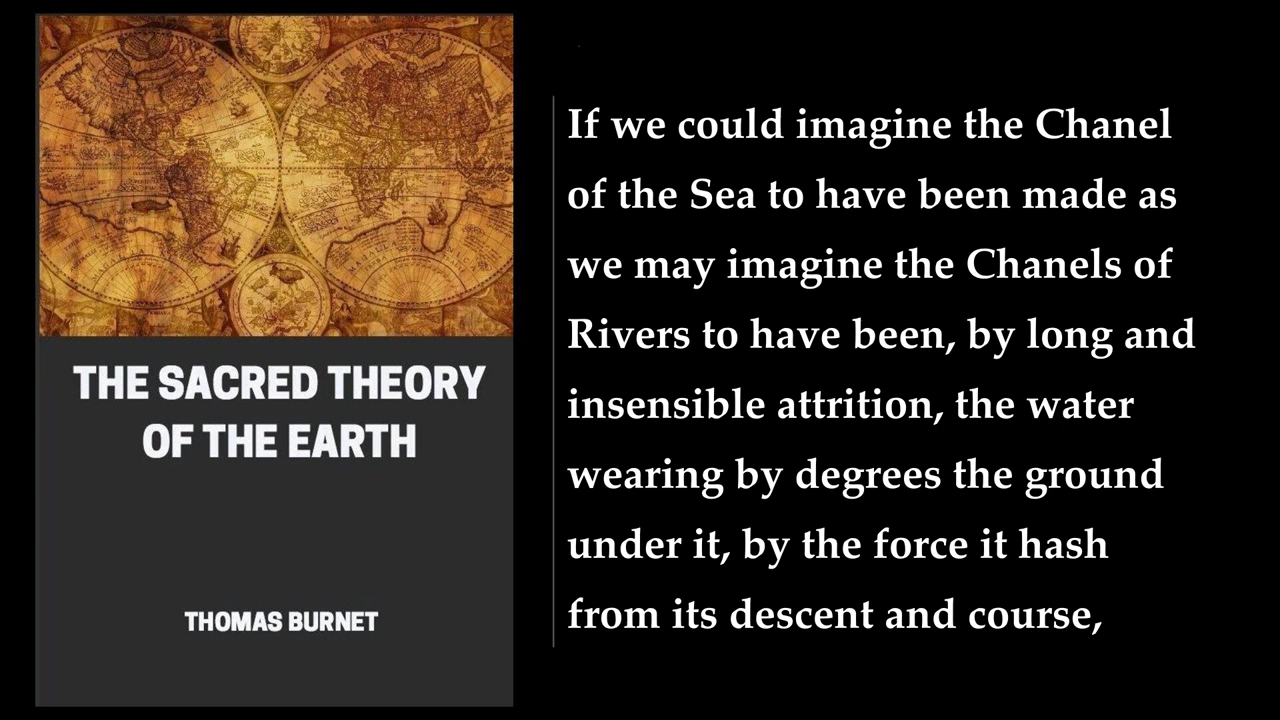 THE SACRED THEORY
OF THE EARTH
THOMAS BURNET
If we could imagine the Chanel
of the Sea to have been made as
we may imagine the Chanels of
Rivers to have been, by long and
insensible attrition, the water
wearing by degrees the ground
under it, by the force it hash
from its descent and course,